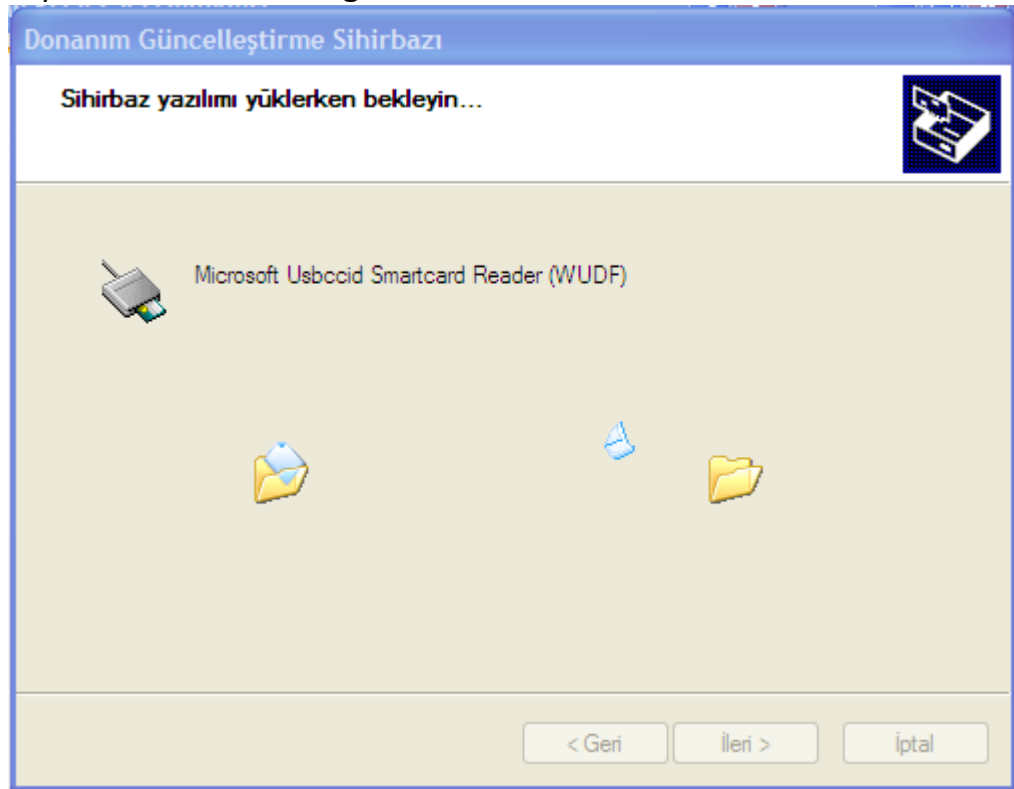 Donanım Güncelleştirme Sihirbazı
Sihirbaz yazılımı yüklerken bekleyin...
Microsoft Usbccid Smartcard Reader (WUDF)
< Geri
İleri >
İptal